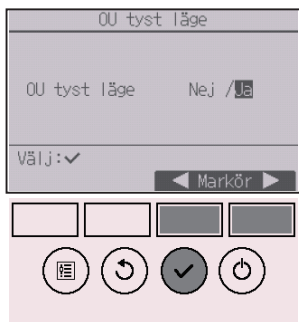 OU tyst läge
OU tyst läge Nej /Ja
Välj:✓
◀ Markör ▶